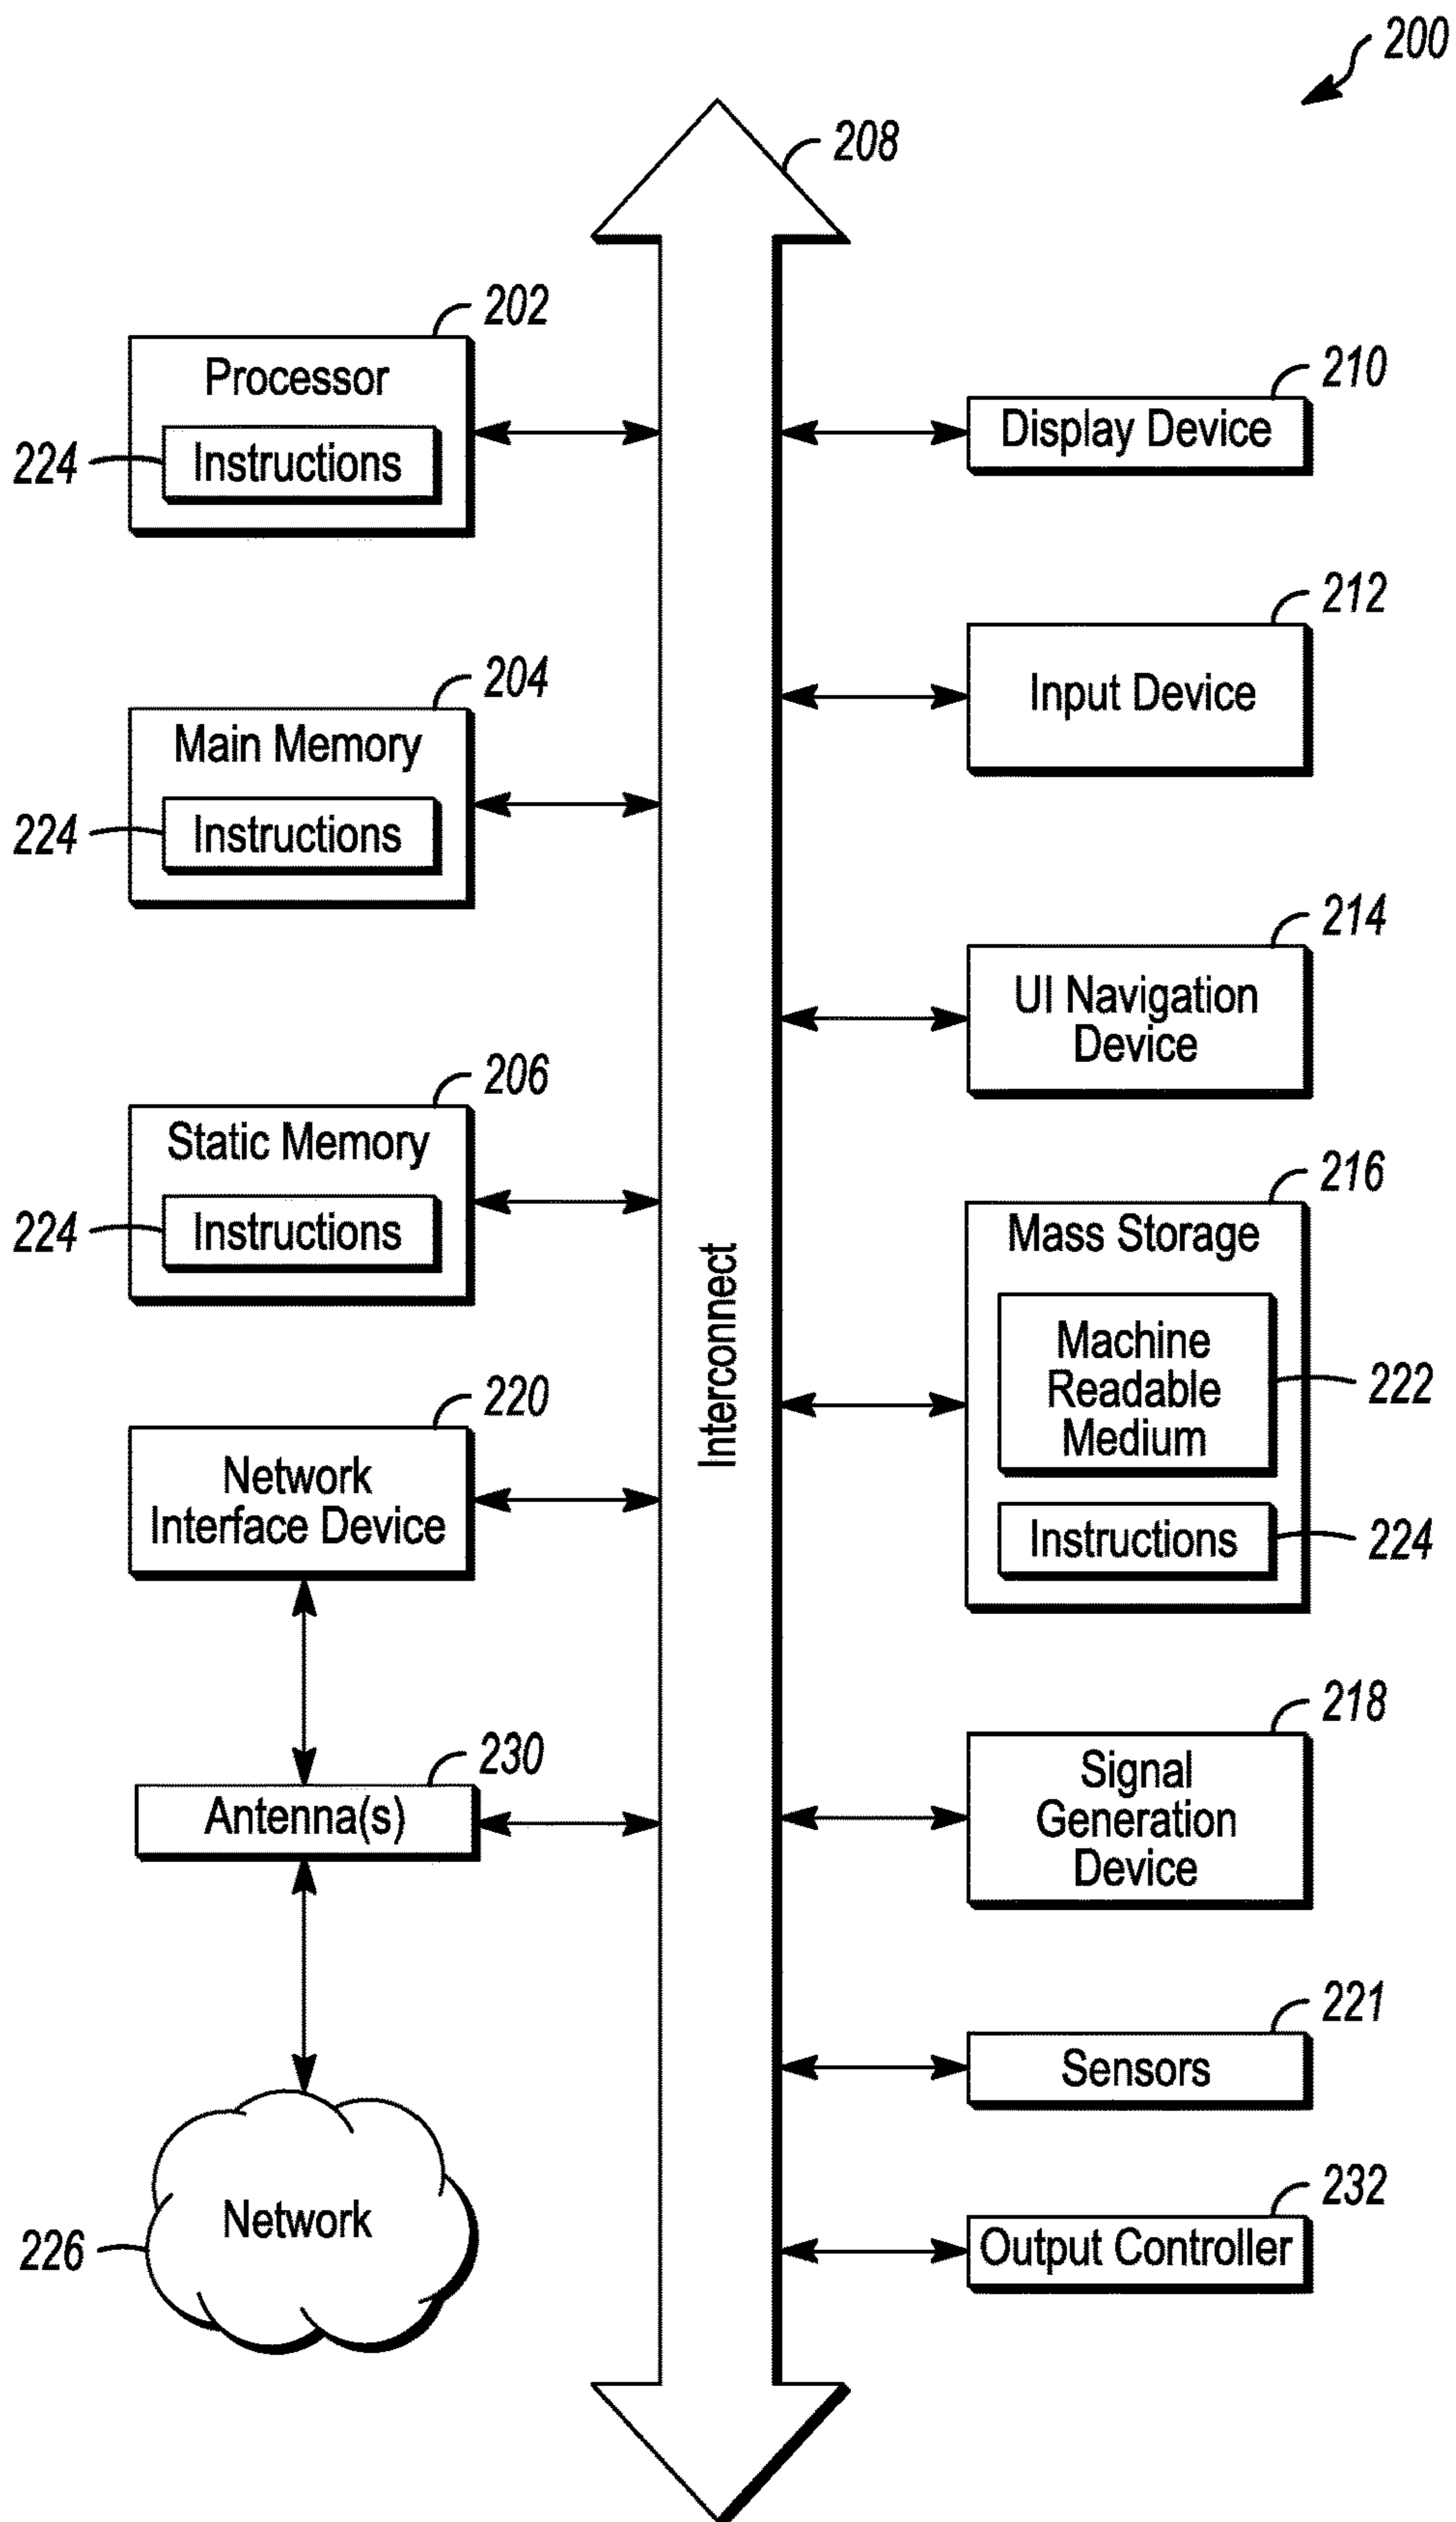 200
208
202
Processor
224
Instructions
204
Main Memory
224
Instructions
206
Static Memory
224
Instructions
220
Network
Interface Device
230
Antenna(s)
Network
226
Interconnect
210
Display Device
212
Input Device
214
UI Navigation
Device
216
Mass Storage
Machine
Readable
Medium
222
Instructions
224
218
Signal
Generation
Device
221
Sensors
232
Output Controller